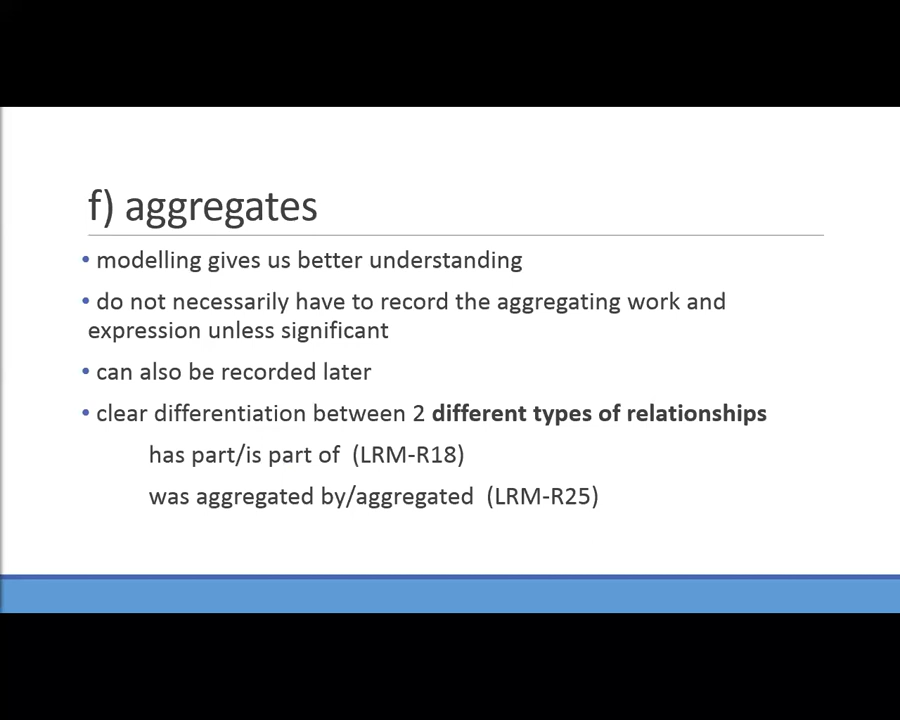 f) aggregates
• modelling gives us better understanding
• do not necessarily have to record the aggregating work and
expression unless significant
• can also be recorded later
• clear differentiation between 2 different types of relationships
has part/is part of (LRM-R18)
was aggregated by/aggregated (LRM-R25)